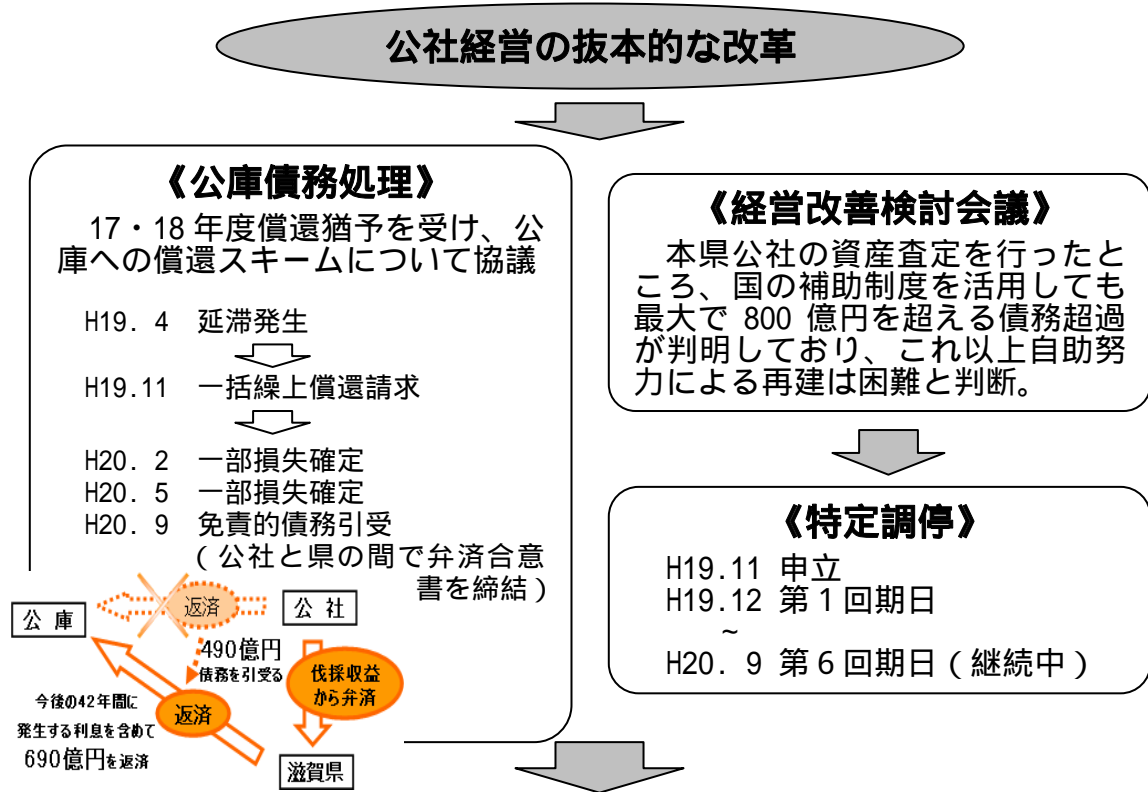 公社経営の抜本的な改革
《公庫債務処理》
17・18年度償還猶予を受け、公
庫への償還スキームについて協議
H19. 4 延滞発生
H19.11 一括繰上償還請求
H20. 2 一部損失確定
H20. 5 一部損失確定
H20. 9 免責的債務引受
(公社と県の間で弁済合意
書を締結)
公庫
返済
公社
490億円
債務を引受る
伐採収益
から弁済
返済
今後の42年間に
発生する利息を含めて
690億円を返済
滋賀県
《経営改善検討会議》
本県公社の資産査定を行ったと
ころ、国の補助制度を活用しても
最大で 800 億円を超える債務超過
が判明しており、これ以上自助努
力による再建は困難と判断。
《特定調停》
H19.11 申立
H19.12 第1回期日
~
H20. 9 第6回期日(継続中)